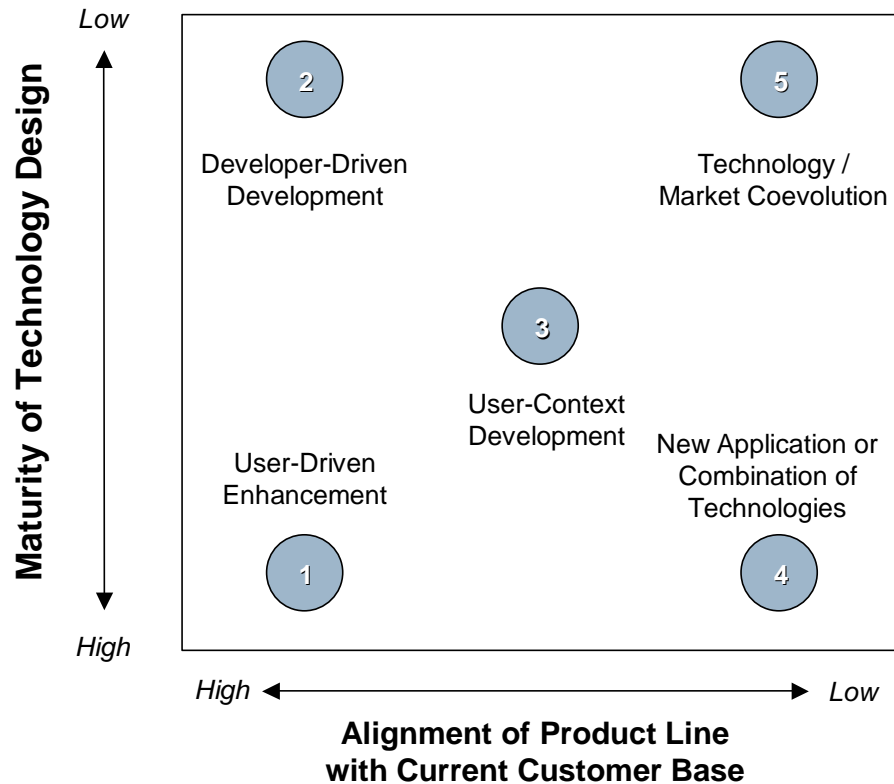 Low
Maturity of Technology Design
High
2
Developer-Driven
Development
5
Technology /
Market Coevolution
3
User-Context
Development
User-Driven
Enhancement
1
New Application or
Combination of
Technologies
4
High
Low
Alignment of Product Line
with Current Customer Base